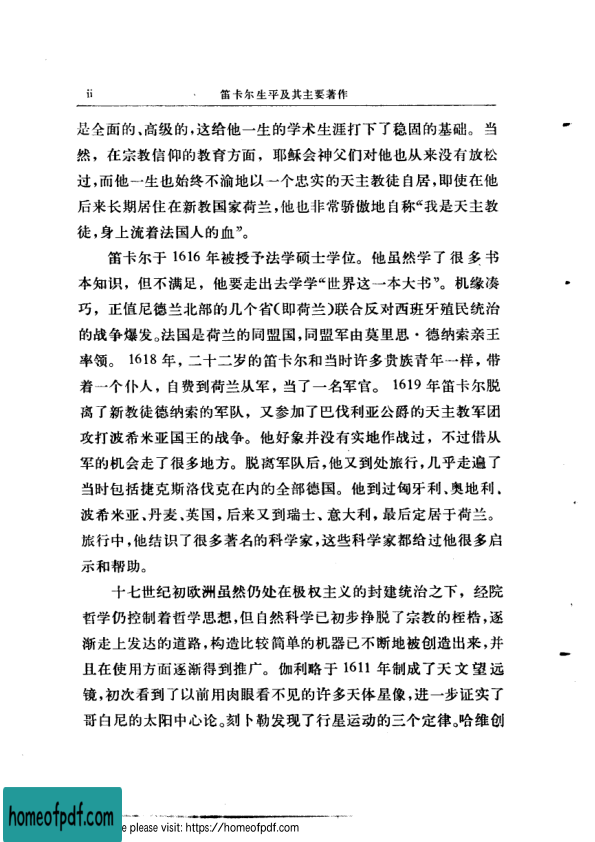 ii 笛卡尔生平及其主要著作
是全面的、高级的，这给他一生的学术生涯打下了稳固的基础。当
然，在宗教信仰的教育方面，耶稣会神父们对他也从来没有放松
过，而他一生也始终不渝地以一个忠实的天主教徒自居，即使在他
后来长期居住在新教国家荷兰，他也非常骄傲地自称“我是天主教
徒，身上流着法国人的血”。
笛卡尔于 1616 年被授予法学硕士学位。他虽然学了很多书
本知识，但不满足，他要走出去学学“世界这一本大书”。机缘凑
巧，正值尼德兰北部的几个省（即荷兰）联合反对西班牙殖民统治
的战争爆发。法国是荷兰的同盟国，同盟军由莫里思·德纳索亲王
率领。 1618 年，二十二岁的笛卡尔和当时许多贵族青年一样，带
着一个仆人，自费到荷兰从军，当了一名军官。 1619 年笛卡尔脱
离了新教徒德纳索的军队，又参加了巴伐利亚公爵的天主教军团
攻打波希米亚国王的战争。他好象并没有实地作战过，不过借从
军的机会走了很多地方。脱离军队后，他又到处旅行，几乎走遍了
当时包括捷克斯洛伐克在内的全部德国。他到过匈牙利、奥地利、
波希米亚、丹麦、英国，后来又到瑞士、意大利，最后定居于荷兰。
旅行中，他结识了很多著名的科学家，这些科学家都给过他很多启
示和帮助。
十七世纪初欧洲虽然仍处在极权主义的封建统治之下，经院
哲学仍控制着哲学思想，但自然科学已初步挣脱了宗教的桎梏，逐
渐走上发达的道路，构造比较简单的机器已不断地被创造出来，并
且在使用方面逐渐得到推广。伽利略于 1611 年制成了天文望远
镜，初次看到了以前用肉眼看不见的许多天体星像，进一步证实了
哥白尼的太阳中心论。刻卜勒发现了行星运动的三个定律。哈维创
homeofpdf.com
e please visit: https://homeofpdf.com